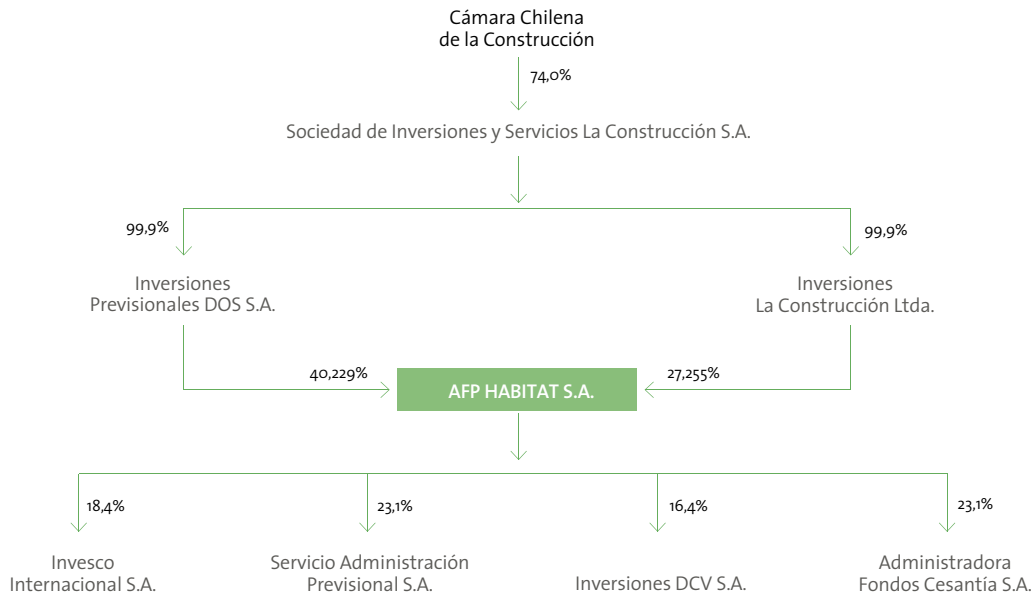 Cámara Chilena
de la Construcción
74,0%
Sociedad de Inversiones y Servicios La Construcción S.A.
99,9%
99,9%
Inversiones
Previsionales DOS S.A.
Inversiones
La Construcción Ltda.
40,229%
AFP HABITAT S.A.
27,255%
18,4%
23,1%
16,4%
23,1%
Invesco
Internacional S.A.
Servicio Administración
Previsional S.A.
Inversiones DCV S.A.
Administradora
Fondos Cesantía S.A.